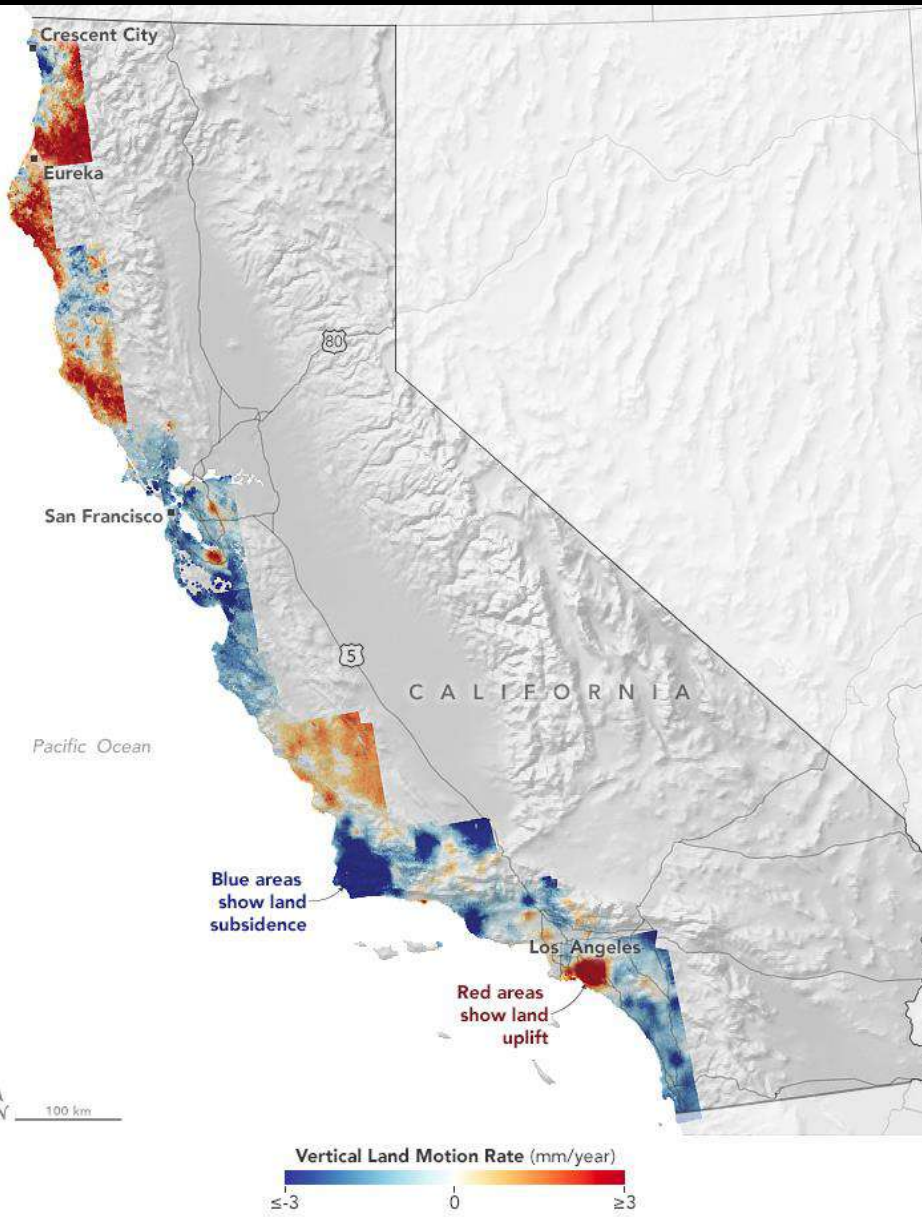 Crescent City
Eureka
80
San Francisco
5
CALIFORNIA
Pacific Ocean
Blue areas
show land
subsidence
Los Angeles
Red areas
show land
uplift
N
100 km
Vertical Land Motion Rate (mm/year)
≤-3
0
≥3